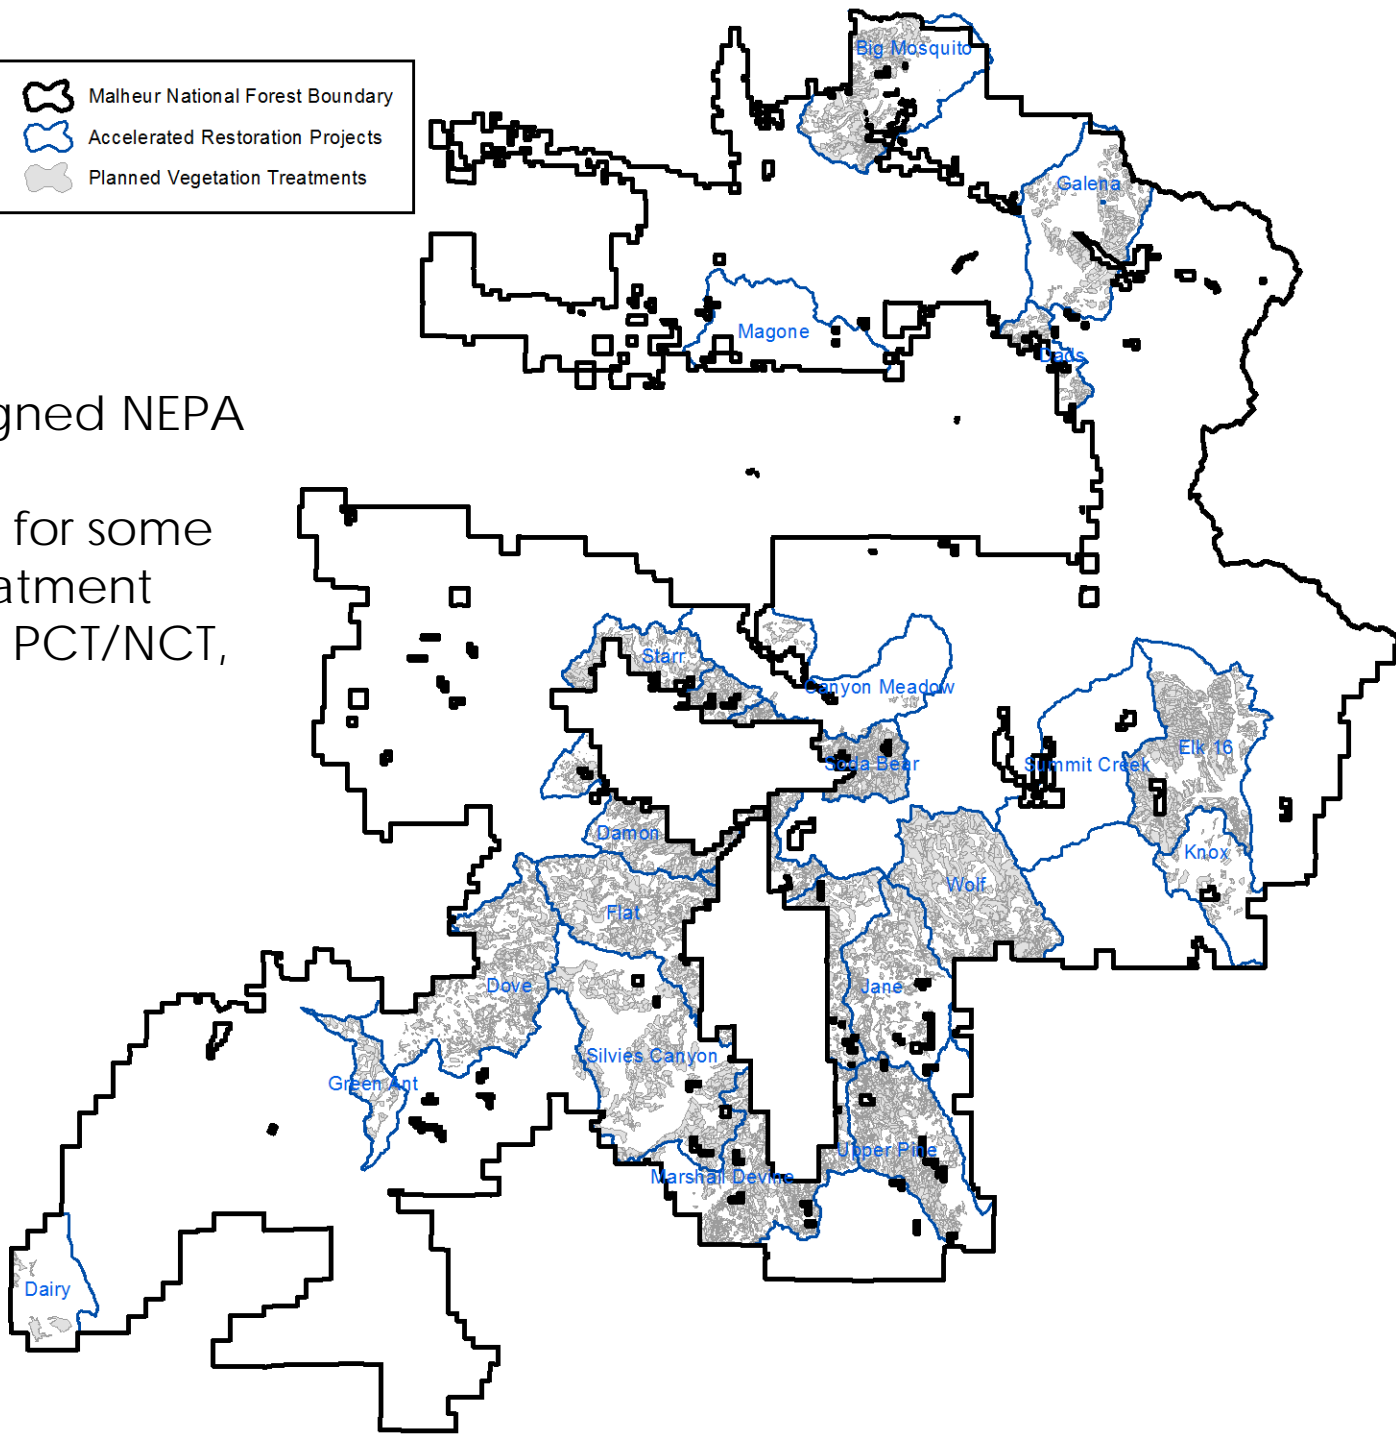 Malheur National Forest Boundary
Accelerated Restoration Projects
Planned Vegetation Treatments
Big Mosquito
Galena
Magone
Dads
gned NEPA
for some
eatment
PCT/NCT,
Starr
Canyon Meadow
Soda Bear
Summit Creek
Elk 16
Damon
Knox
Wolf
Flat
Dove
Jane
Silvies Canyon
Green Ant
Upper Pine
Marshall Devine
Dairy